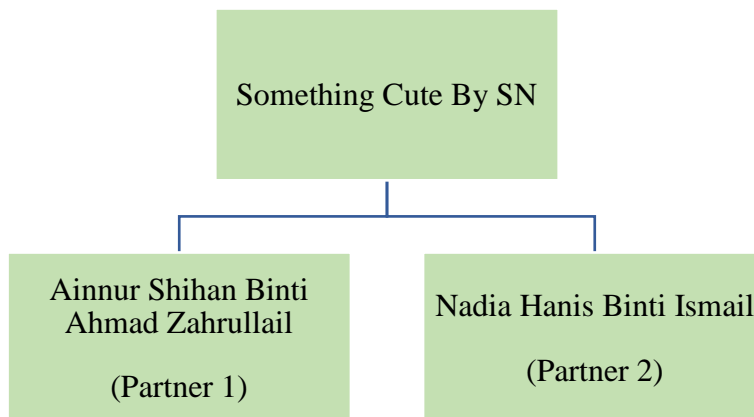 Something Cute By SN
Ainnur Shihan Binti
Ahmad Zahrullail
(Partner 1)
Nadia Hanis Binti Ismail
(Partner 2)